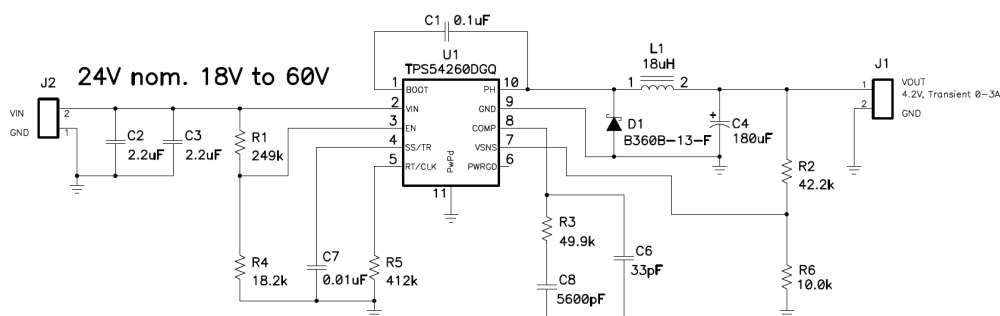 C1 0.1uF
U1
TPS54260DGQ
24V nom. 18V to 60V
J2
VIN 2
GND 1
C2
2.2uF
C3
2.2uF
R1
249k
R4
18.2k
C7
0.01uF
R5
412k
1 BOOT
2 VIN
3 EN
4 SS/TR
5 RT/CLK
PwPd
11
PH 10
GND 9
COMP 8
VSNS 7
PWRGD 6
L1
18uH
1 2
D1
B360B-13-F
+
C4
180uF
R3
49.9k
C8
5600pF
C6
33pF
R2
42.2k
R6
10.0k
J1
1 VOUT
4.2V, Transient 0-3A
2 GND